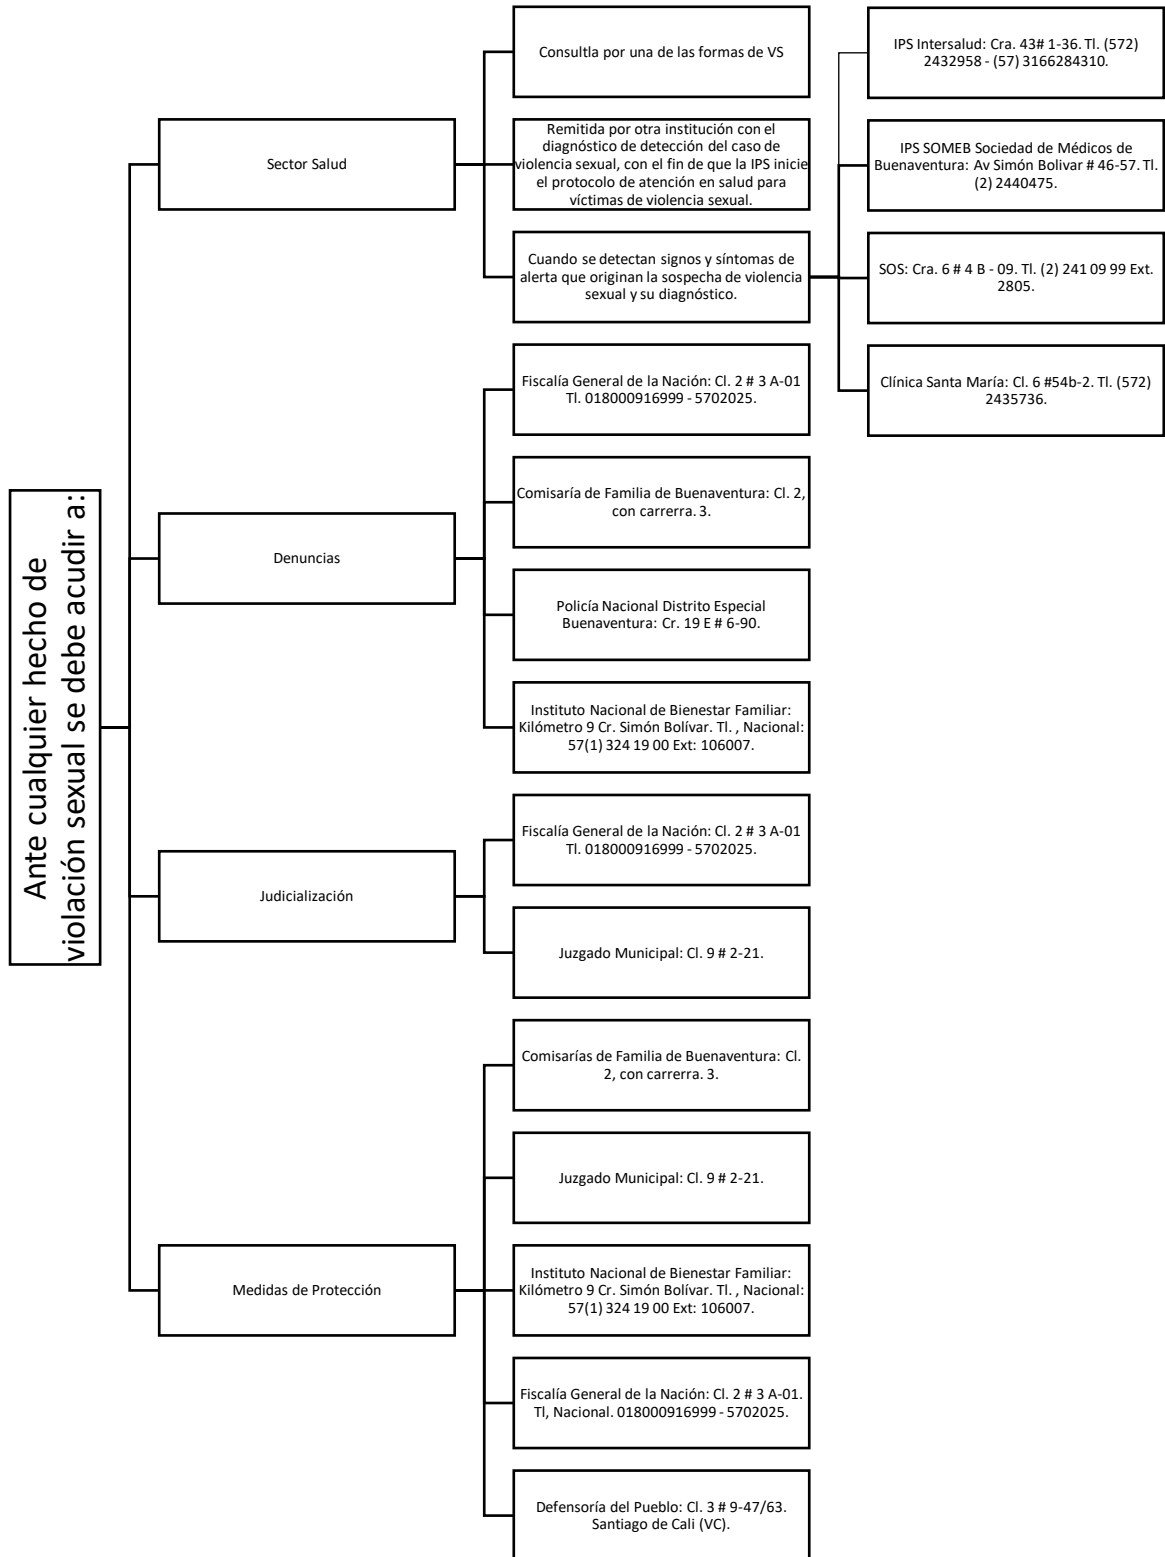 Ante cualquier hecho de
violación sexual se debe acudir a:
Sector Salud
Consultla por una de las formas de VS
Remitida por otra institución con el
diagnóstico de detección del caso de
violencia sexual, con el fin de que la IPS inicie
el protocolo de atención en salud para
víctimas de violencia sexual.
Cuando se detectan signos y síntomas de
alerta que originan la sospecha de violencia
sexual y su diagnóstico.
IPS Intersalud: Cra. 43# 1-36. Tl. (572)
2432958 - (57) 3166284310.
IPS SOMEB Sociedad de Médicos de
Buenaventura: Av Simón Bolivar # 46-57. Tl.
(2) 2440475.
SOS: Cra. 6 # 4 B - 09. Tl. (2) 241 09 99 Ext.
2805.
Clínica Santa María: Cl. 6 #54b-2. Tl. (572)
2435736.
Denuncias
Fiscalía General de la Nación: Cl. 2 # 3 A-01
Tl. 018000916999 - 5702025.
Comisaría de Familia de Buenaventura: Cl. 2,
con carrerra. 3.
Policía Nacional Distrito Especial
Buenaventura: Cr. 19 E # 6-90.
Instituto Nacional de Bienestar Familiar:
Kilómetro 9 Cr. Simón Bolívar. Tl. , Nacional:
57(1) 324 19 00 Ext: 106007.
Judicialización
Fiscalía General de la Nación: Cl. 2 # 3 A-01
Tl. 018000916999 - 5702025.
Juzgado Municipal: Cl. 9 # 2-21.
Medidas de Protección
Comisarías de Familia de Buenaventura: Cl.
2, con carrerra. 3.
Juzgado Municipal: Cl. 9 # 2-21.
Instituto Nacional de Bienestar Familiar:
Kilómetro 9 Cr. Simón Bolívar. Tl. , Nacional:
57(1) 324 19 00 Ext: 106007.
Fiscalía General de la Nación: Cl. 2 # 3 A-01.
Tl, Nacional. 018000916999 - 5702025.
Defensoría del Pueblo: Cl. 3 # 9-47/63.
Santiago de Cali (VC).